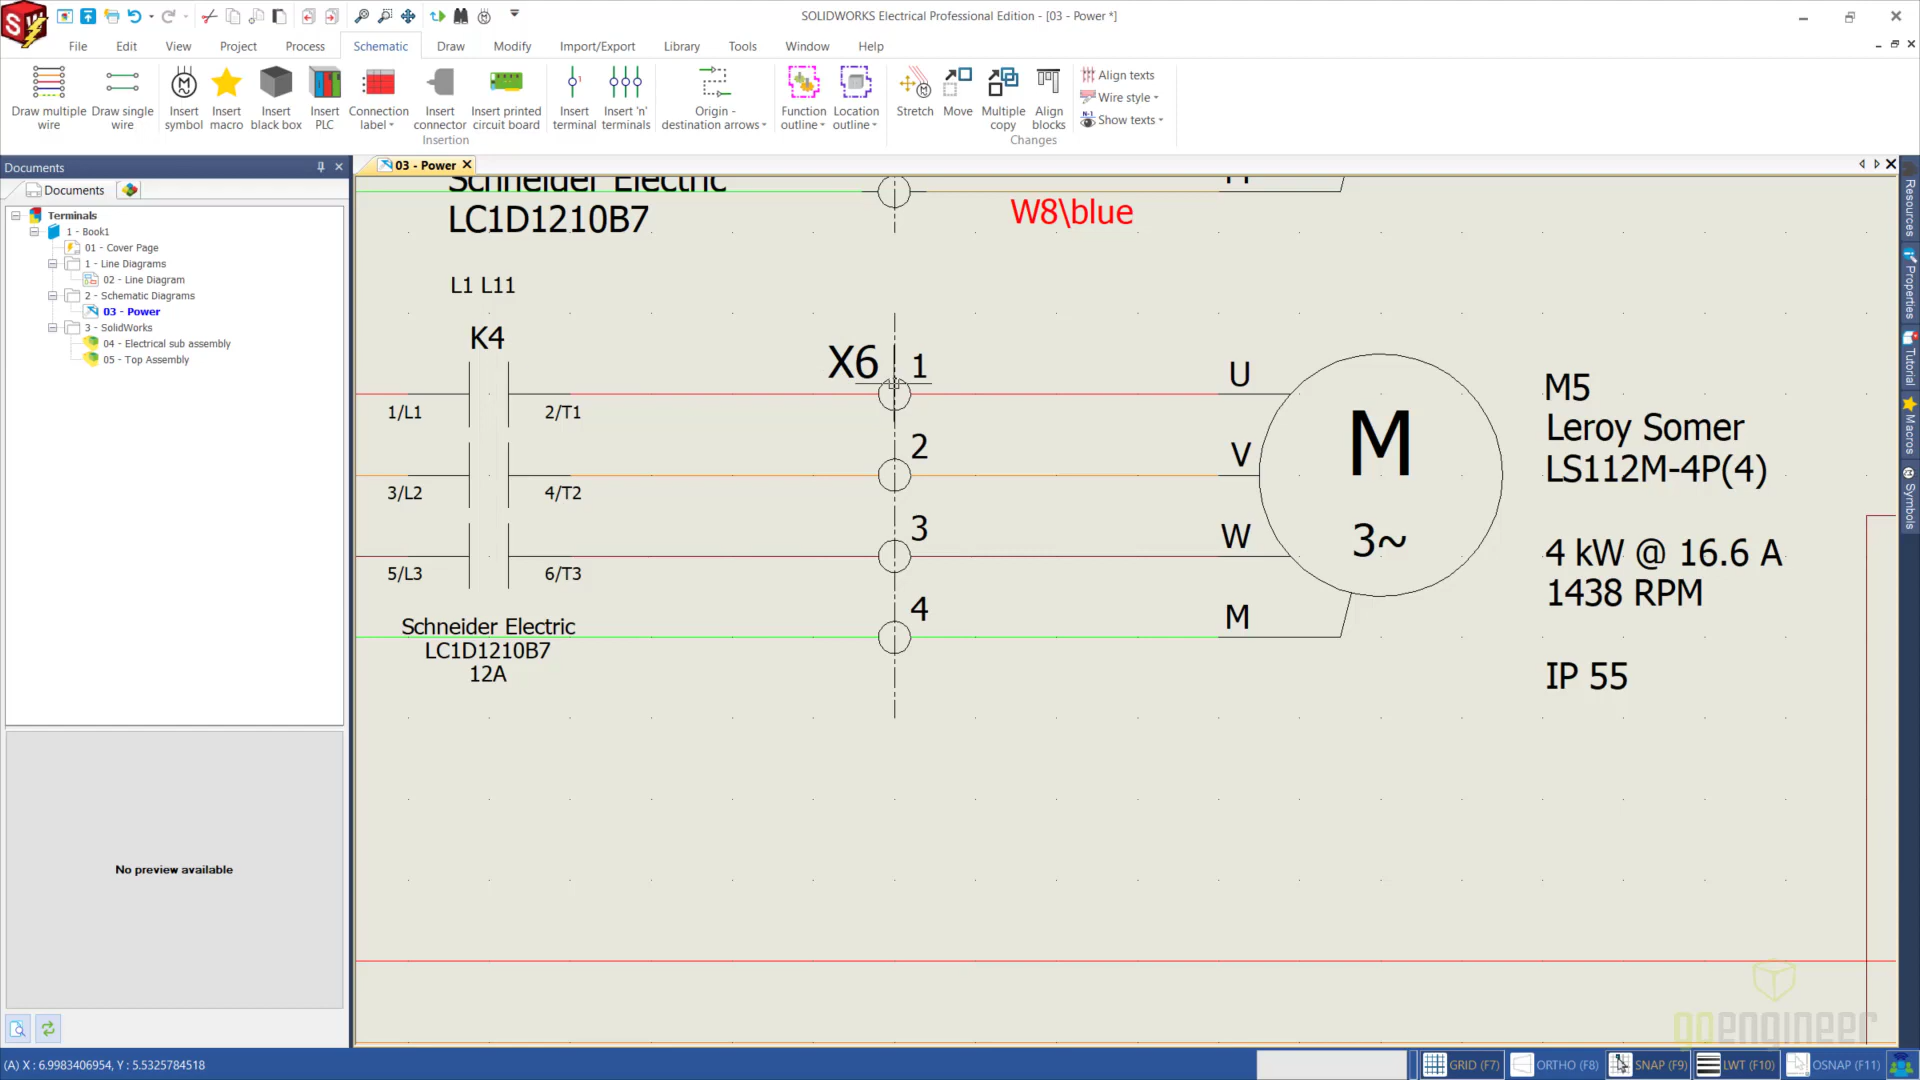 SOLIDWORKS Electrical Professional Edition - [03 - Power *]
File Edit View Project Process Schematic Draw Modify Import/Export Library Tools Window Help
Draw multiple wire
Draw single wire
Insert symbol
Insert macro
Insert black box
Insert PLC
Connection label
Insert connector
Insert printed circuit board
Insert terminal
Insert 'n' terminals
Origin - destination arrows
Function outline
Location outline
Stretch
Move
Multiple copy
Align blocks
Align texts
Wire style
Show texts
Insertion
Changes
Documents
Documents
Terminals
1 - Book1
01 - Cover Page
1 - Line Diagrams
02 - Line Diagram
2 - Schematic Diagrams
03 - Power
3 - SolidWorks
04 - Electrical sub assembly
05 - Top Assembly
No preview available
03 - Power
Schneider Electric
LC1D1210B7
W8\blue
L1 L11
K4
X6
1
U
1/L1
2/T1
2
V
3/L2
4/T2
3
W
5/L3
6/T3
4
M
Schneider Electric
LC1D1210B7
12A
M
3~
M5
Leroy Somer
LS112M-4P(4)
4 kW @ 16.6 A
1438 RPM
IP 55
Resources
Properties
Tutorial
Macros
Symbols
goengineer
(A) X : 6.9983406954, Y : 5.5325784518
GRID (F7)
ORTHO (F8)
SNAP (F9)
LWT (F10)
OSNAP (F11)